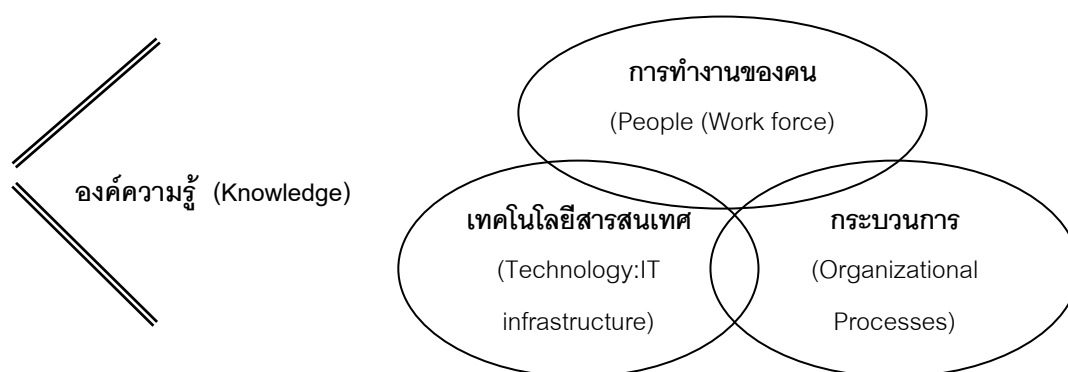 การทำงานของคน
(People (Work force)
องค์ความรู้ (Knowledge)
เทคโนโลยีสารสนเทศ
(Technology:IT
infrastructure)
กระบวนการ
(Organizational
Processes)